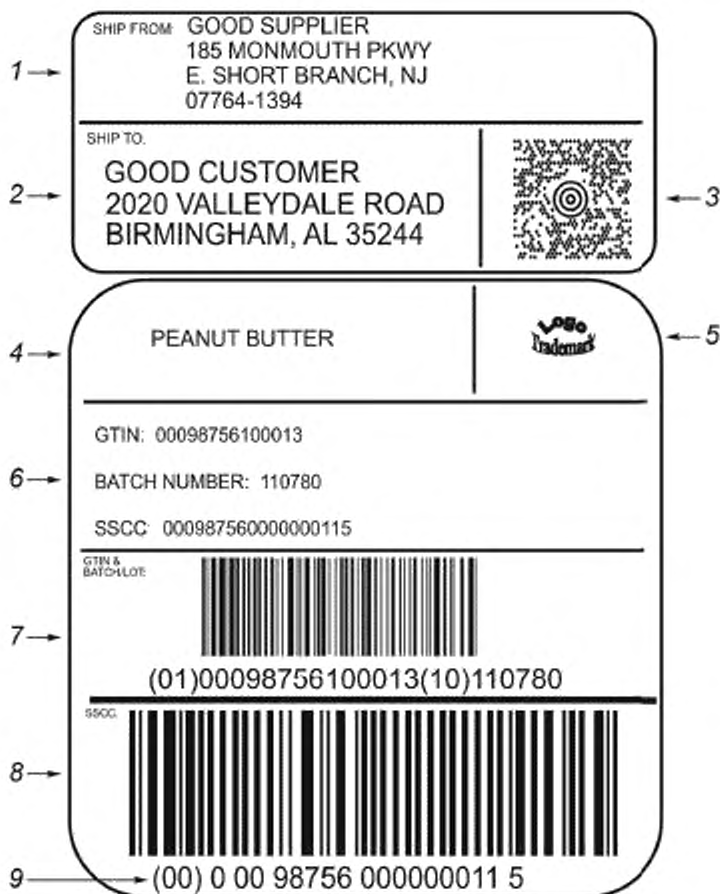 SHIP FROM: GOOD SUPPLIER
185 MONMOUTH PKWY
E. SHORT BRANCH, NJ
07764-1394
1
SHIP TO.
GOOD CUSTOMER
2020 VALLEYDALE ROAD
BIRMINGHAM, AL 35244
2
3
PEANUT BUTTER
Logo
Trademark
4
5
GTIN: 00098756100013
BATCH NUMBER: 110780
SSCC 000987560000000115
6
GTIN &
BATCH/LOT:
7
(01)00098756100013(10)110780
SSCC.
8
9
(00) 0 00 98756 000000011 5